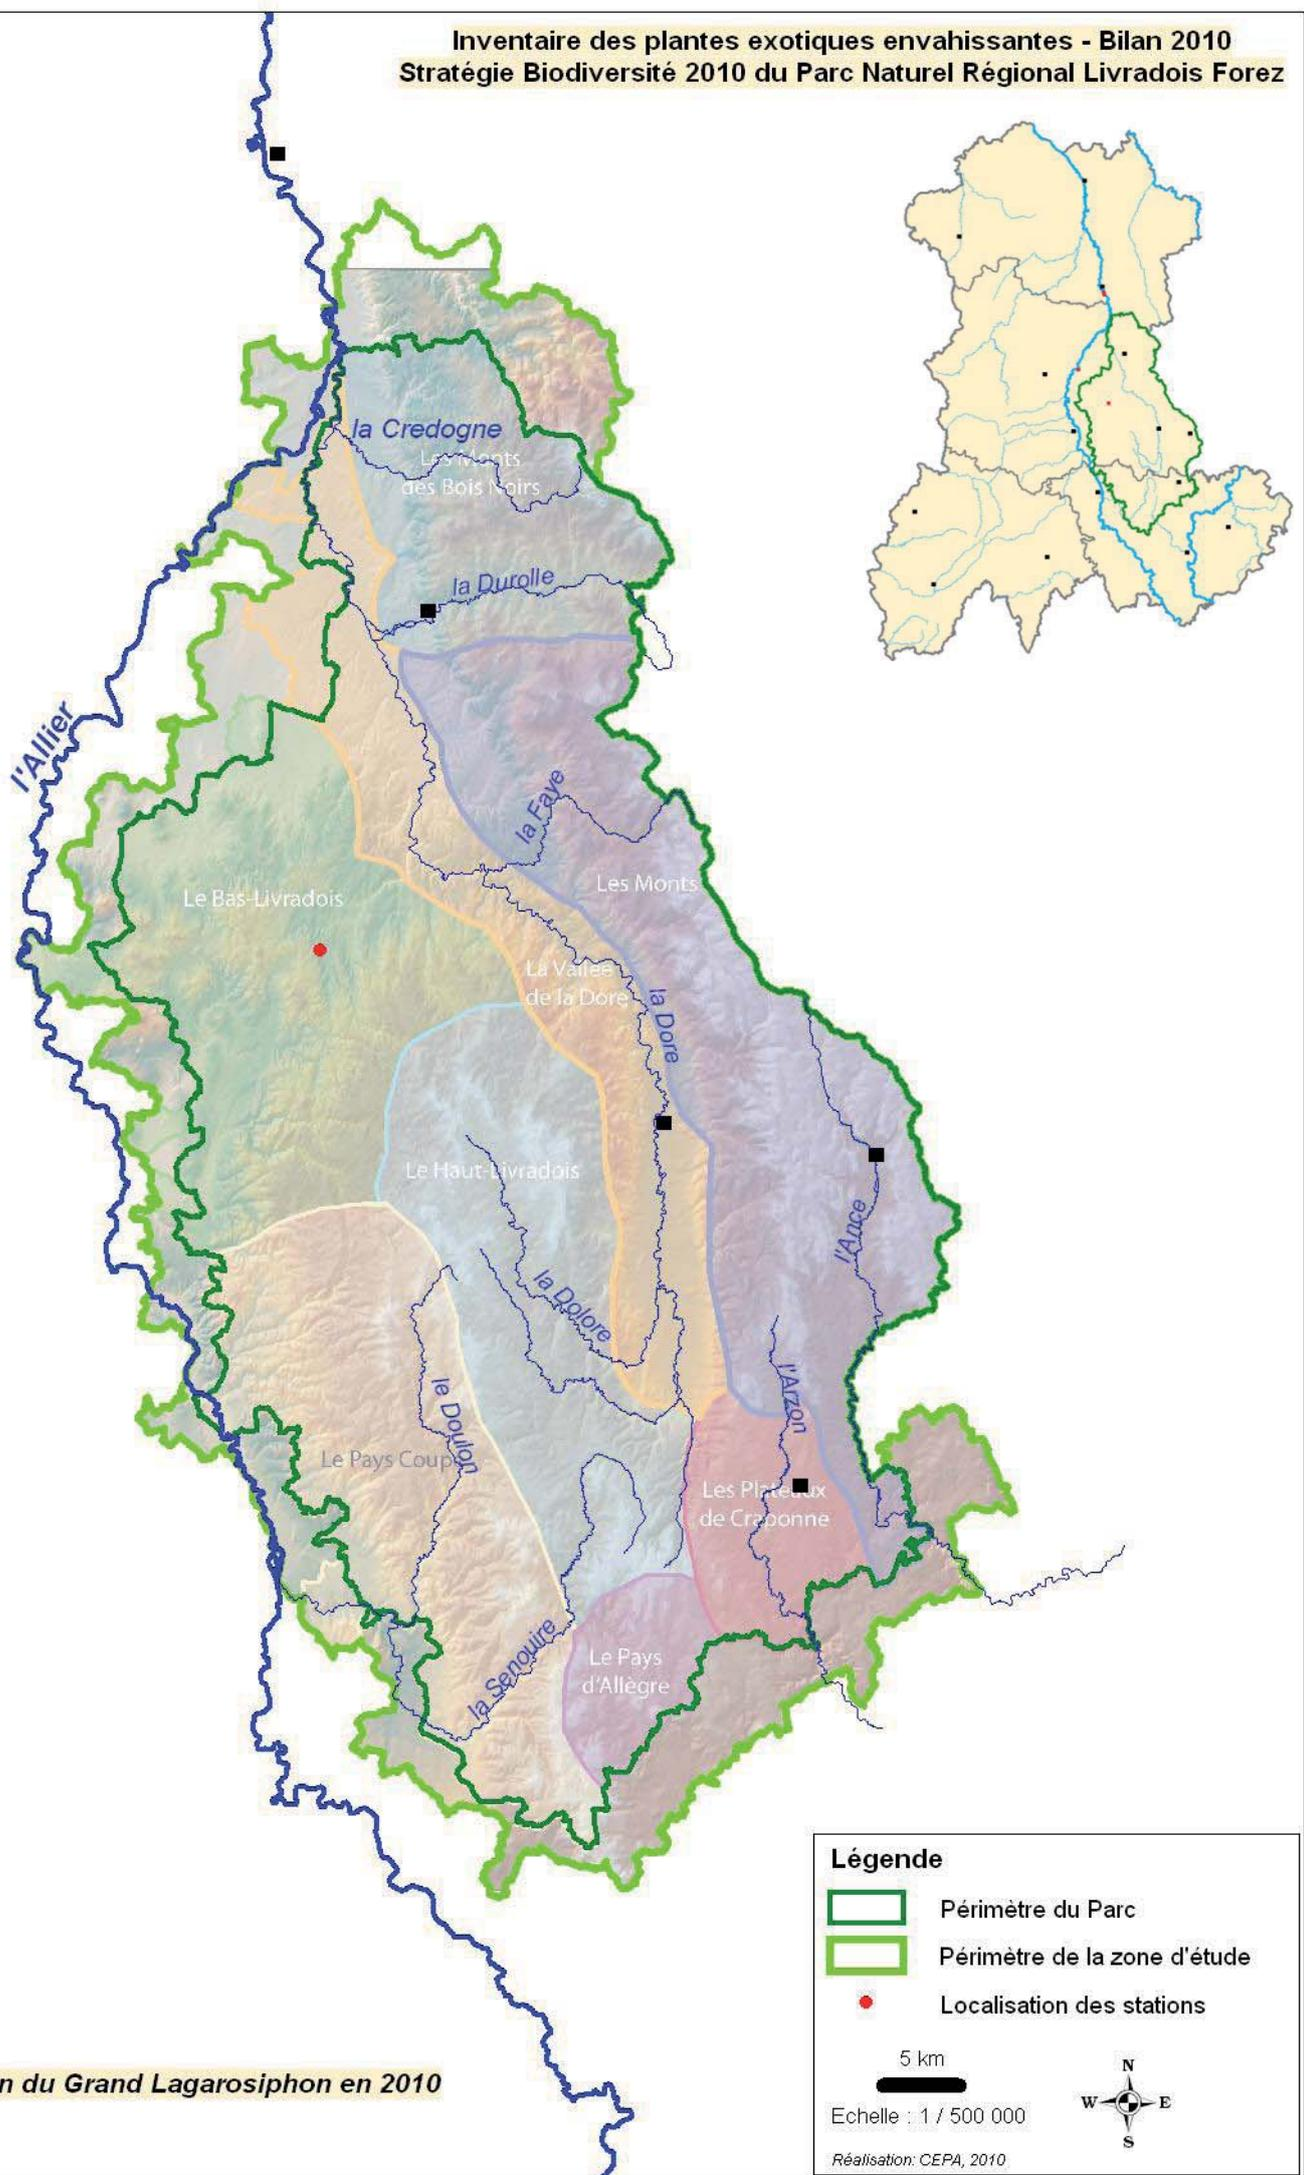 Inventaire des plantes exotiques envahissantes - Bilan 2010
Stratégie Biodiversité 2010 du Parc Naturel Régional Livradois Forez
la Credogne
Les Monts
des Bois Noirs
la Durolle
l'Allier
la Faye
Les Monts
Le Bas-Livradois
La Vallée
de la Dore
la Dore
Le Haut-Livradois
l'Ance
la Dolore
l'Arzon
le Doulon
Le Pays Coupé
Les Plateaux
de Craponne
la Senouire
Le Pays
d'Allègre
Légende
Périmètre du Parc
Périmètre de la zone d'étude
Localisation des stations
5 km
N
W E
S
Echelle : 1 / 500 000
Réalisation: CEPA, 2010
n du Grand Lagarosiphon en 2010